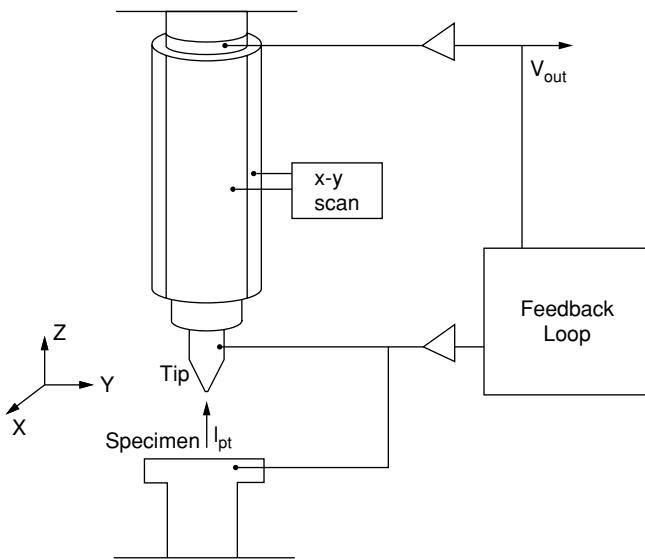 V_out
x-y
scan
Feedback
Loop
Z
Y
X
Tip
Specimen
I_pt